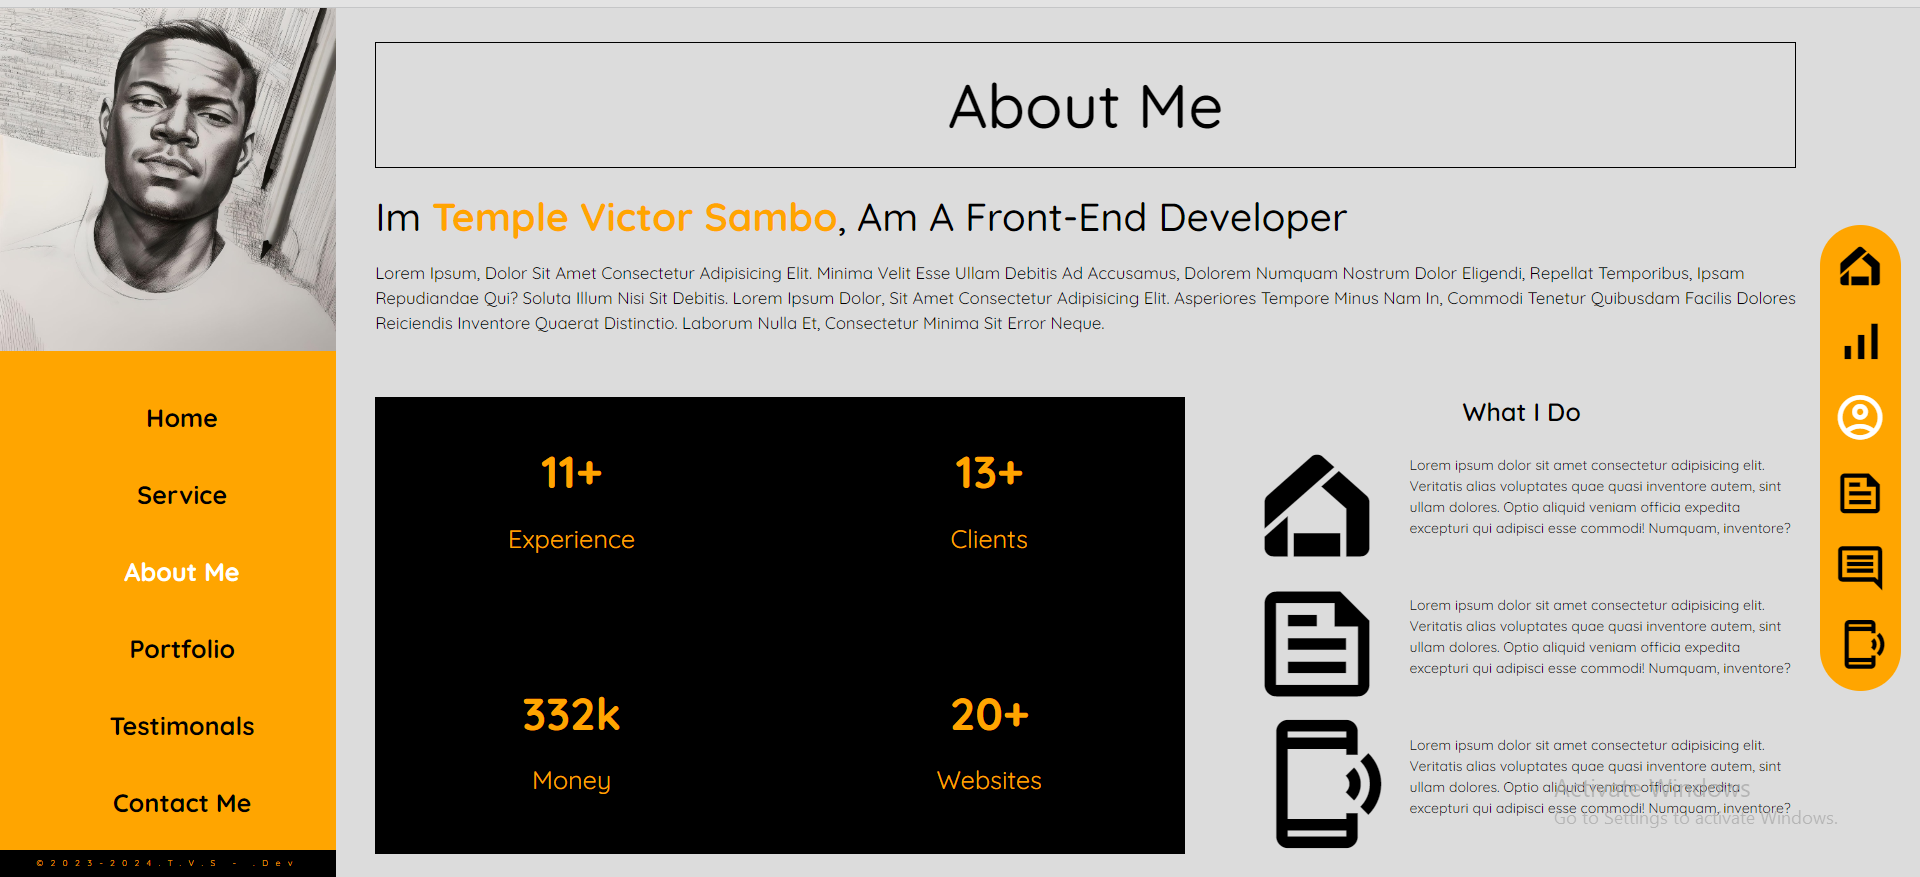 About Me
Im Temple Victor Sambo, Am A Front-End Developer
Lorem Ipsum, Dolor Sit Amet Consectetur Adipisicing Elit. Minima Velit Esse Ullam Debitis Ad Accusamus, Dolorem Numquam Nostrum Dolor Eligendi, Repellat Temporibus, Ipsam
Repudiandae Qui? Soluta Illum Nisi Sit Debitis. Lorem Ipsum Dolor, Sit Amet Consectetur Adipisicing Elit. Asperiores Tempore Minus Nam In, Commodi Tenetur Quibusdam Facilis Dolores
Reiciendis Inventore Quaerat Distinctio. Laborum Nulla Et, Consectetur Minima Sit Error Neque.
Home
Service
About Me
Portfolio
Testimonals
Contact Me
©2023-2024.T.V.S - .Dev
11+
Experience
13+
Clients
332k
Money
20+
Websites
What I Do
Lorem ipsum dolor sit amet consectetur adipisicing elit.
Veritatis alias voluptates quae quasi inventore autem, sint
ullam dolores. Optio aliquid veniam officia expedita
excepturi qui adipisci esse commodi! Numquam, inventore?
Lorem ipsum dolor sit amet consectetur adipisicing elit.
Veritatis alias voluptates quae quasi inventore autem, sint
ullam dolores. Optio aliquid veniam officia expedita
excepturi qui adipisci esse commodi! Numquam, inventore?
Lorem ipsum dolor sit amet consectetur adipisicing elit.
Veritatis alias voluptates quae quasi inventore autem, sint
ullam dolores. Optio aliquid veniam officia expedita
excepturi qui adipisci esse commodi! Numquam, inventore?
Activate Windows
Go to Settings to activate Windows.